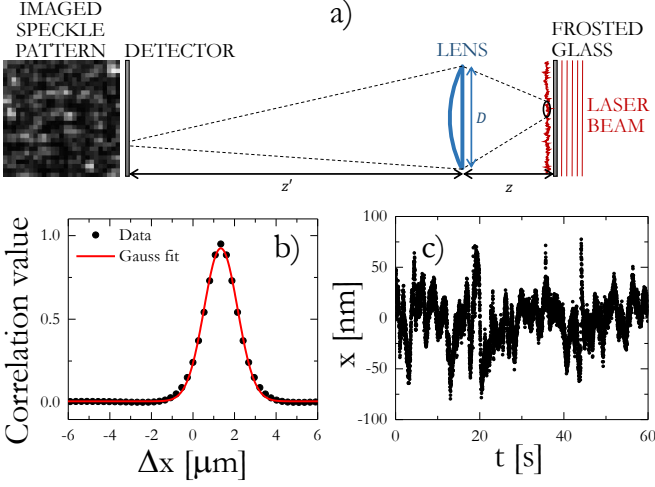 a)
IMAGED
SPECKLE
PATTERN
DETECTOR
LENS
FROSTED
GLASS
D
LASER
BEAM
z'
z
b)
Data
Gauss fit
Correlation value
1.0
0.5
0.0
-6 -4 -2 0 2 4 6
Δx [μm]
c)
x [nm]
100
50
0
-50
-100
0 20 40 60
t [s]